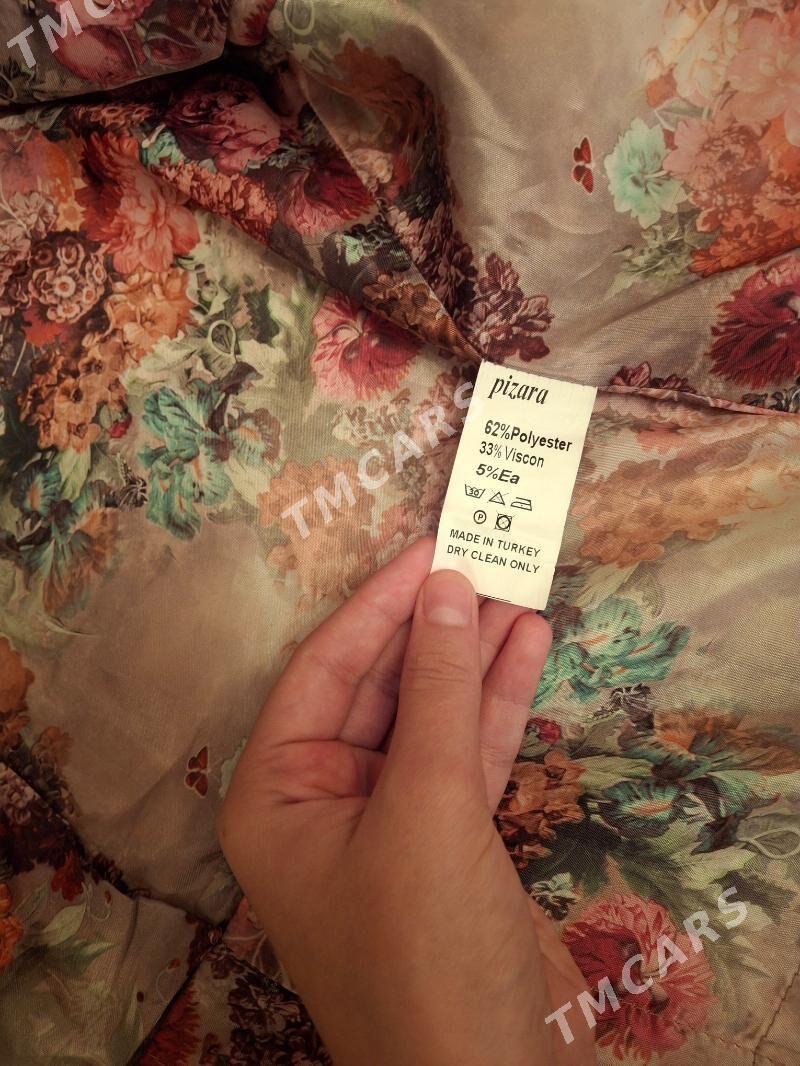 TMCARS
pizara
62%Polyester
33%Viscon
5%Ea
30
P
MADE IN TURKEY
DRY CLEAN ONLY
TMCARS
TMCARS